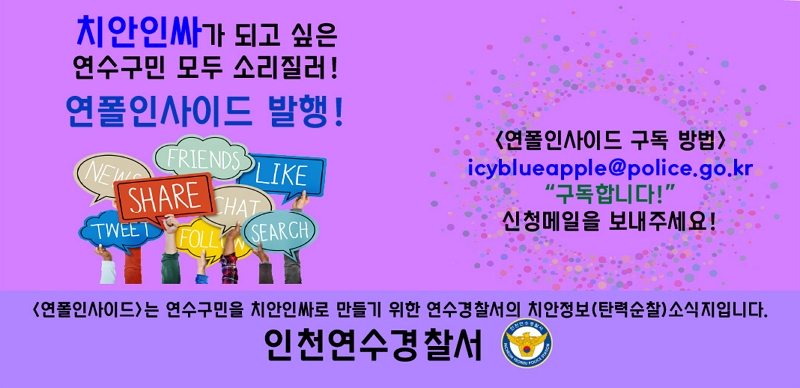 치안인싸가 되고 싶은
연수구민 모두 소리질러!
연폴인사이드 발행!
NEWS
FRIENDS
LIKE
SHARE
CHAT
TWEET
FOLLOW
SEARCH
<연폴인사이드 구독 방법>
icyblueapple@police.go.kr
“구독합니다!”
신청메일을 보내주세요!
<연폴인사이드>는 연수구민을 치안인싸로 만들기 위한 연수경찰서의 치안정보(탄력순찰)소식지입니다.
인천연수경찰서